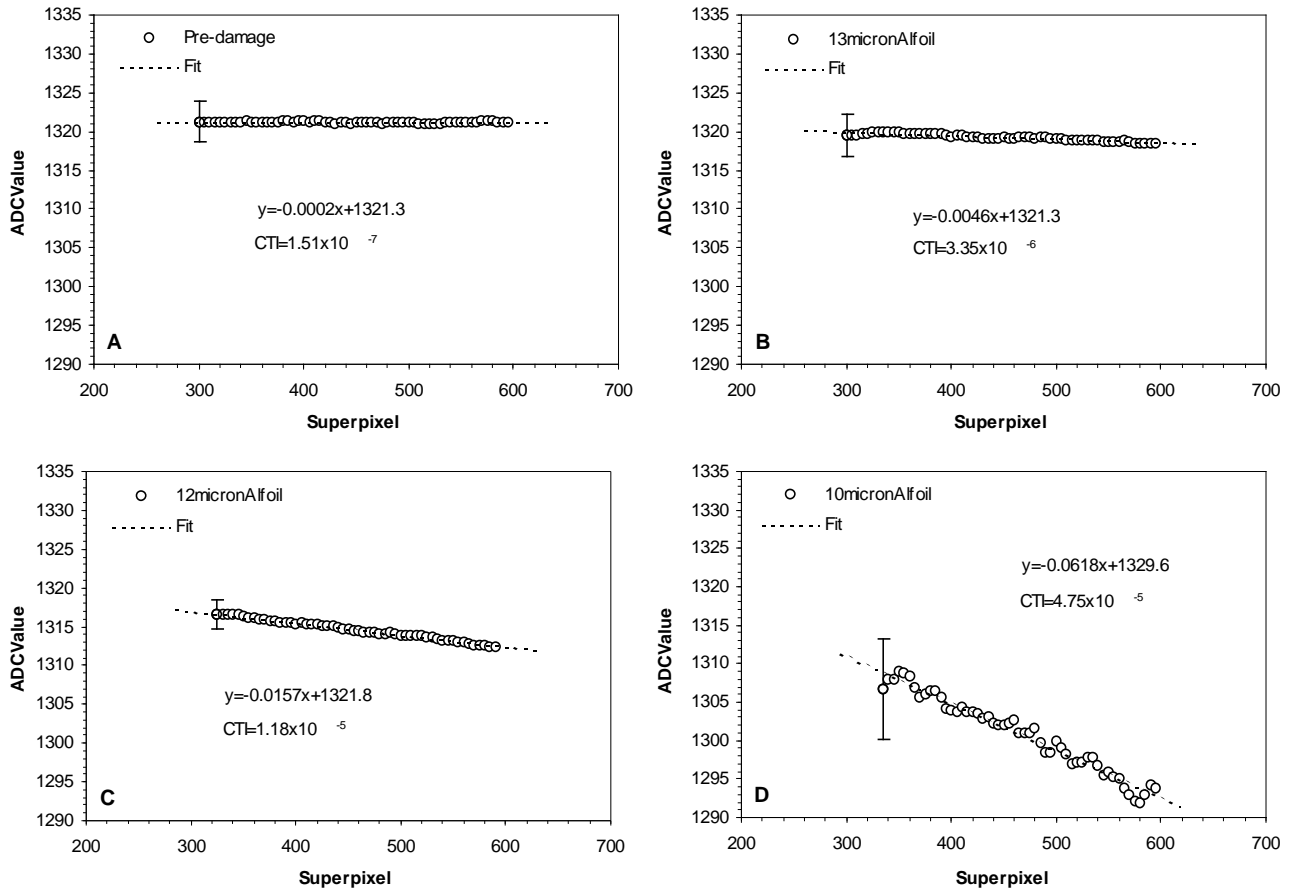 1335
1330
1325
1320
1315
1310
1305
1300
1295
1290
ADCValue
Pre-damage
Fit
y=-0.0002x+1321.3
CTI=1.51x10 -7
A
200 300 400 500 600 700
Superpixel
1335
1330
1325
1320
1315
1310
1305
1300
1295
1290
ADCValue
13micronAlfoil
Fit
y=-0.0046x+1321.3
CTI=3.35x10 -6
B
200 300 400 500 600 700
Superpixel
1335
1330
1325
1320
1315
1310
1305
1300
1295
1290
ADCValue
12micronAlfoil
Fit
y=-0.0157x+1321.8
CTI=1.18x10 -5
C
200 300 400 500 600 700
Superpixel
1335
1330
1325
1320
1315
1310
1305
1300
1295
1290
ADCValue
10micronAlfoil
Fit
y=-0.0618x+1329.6
CTI=4.75x10 -5
D
200 300 400 500 600 700
Superpixel